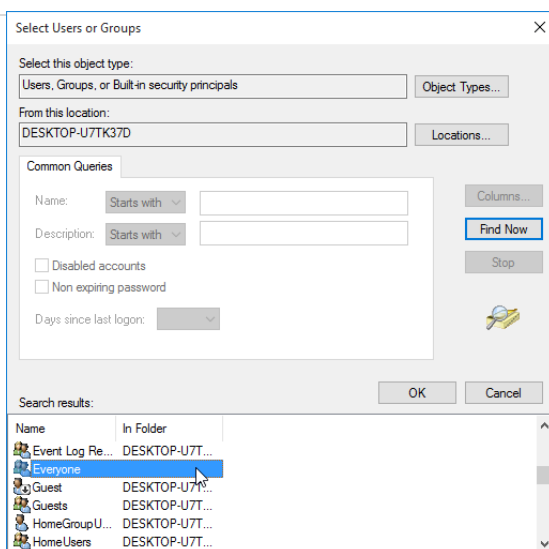 Select Users or Groups
Select this object type:
Users, Groups, or Built-in security principals
Object Types...
From this location:
DESKTOP-U7TK37D
Locations...
Common Queries
Name: Starts with
Columns...
Description: Starts with
Find Now
Disabled accounts
Stop
Non expiring password
Days since last logon:
OK Cancel
Search results:
Name In Folder
Event Log Re... DESKTOP-U7T...
Everyone
Guest DESKTOP-U7T...
Guests DESKTOP-U7T...
HomeGroupU... DESKTOP-U7T...
HomeUsers DESKTOP-U7T...